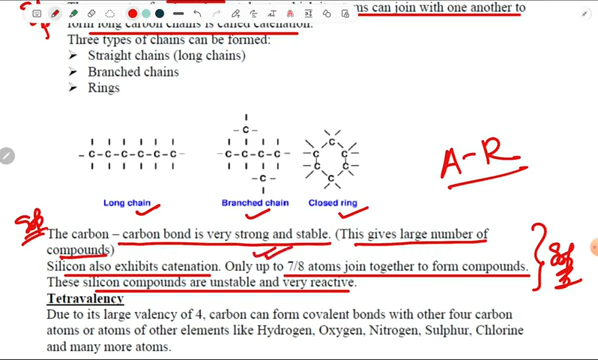 ms can join with one another to
form long carbon chains is called catenation.
Three types of chains can be formed:
➤ Straight chains (long chains)
➤ Branched chains
➤ Rings
- C - C - C - C - C - C -
- C -
- C - C - C - C -
- C -
C
C C
C C
C
A-R
Long chain
Branched chain
Closed ring
The carbon – carbon bond is very strong and stable. (This gives large number of
compounds)
Silicon also exhibits catenation. Only up to 7/8 atoms join together to form compounds.
These silicon compounds are unstable and very reactive.
Tetravalency
Due to its large valency of 4, carbon can form covalent bonds with other four carbon
atoms or atoms of other elements like Hydrogen, Oxygen, Nitrogen, Sulphur, Chlorine
and many more atoms.